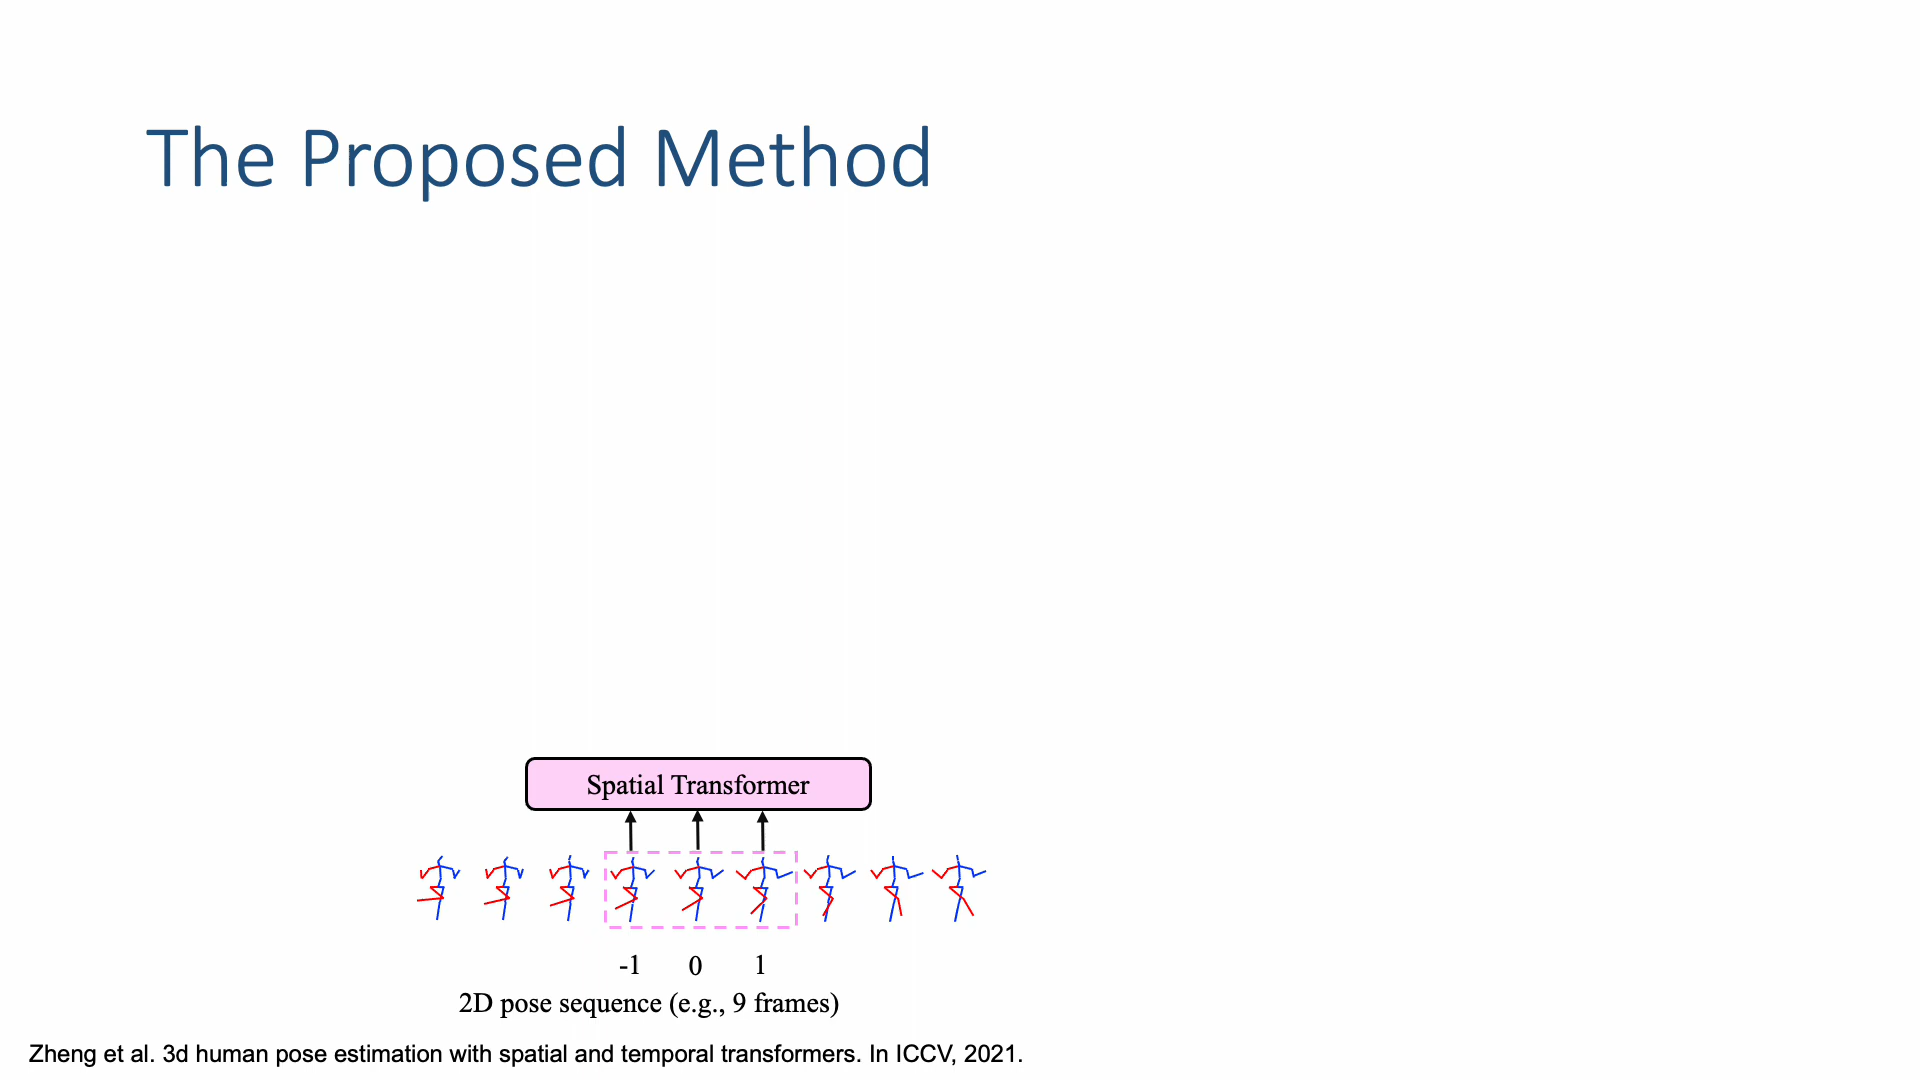 The Proposed Method
Spatial Transformer
-1 0 1
2D pose sequence (e.g., 9 frames)
Zheng et al. 3d human pose estimation with spatial and temporal transformers. In ICCV, 2021.